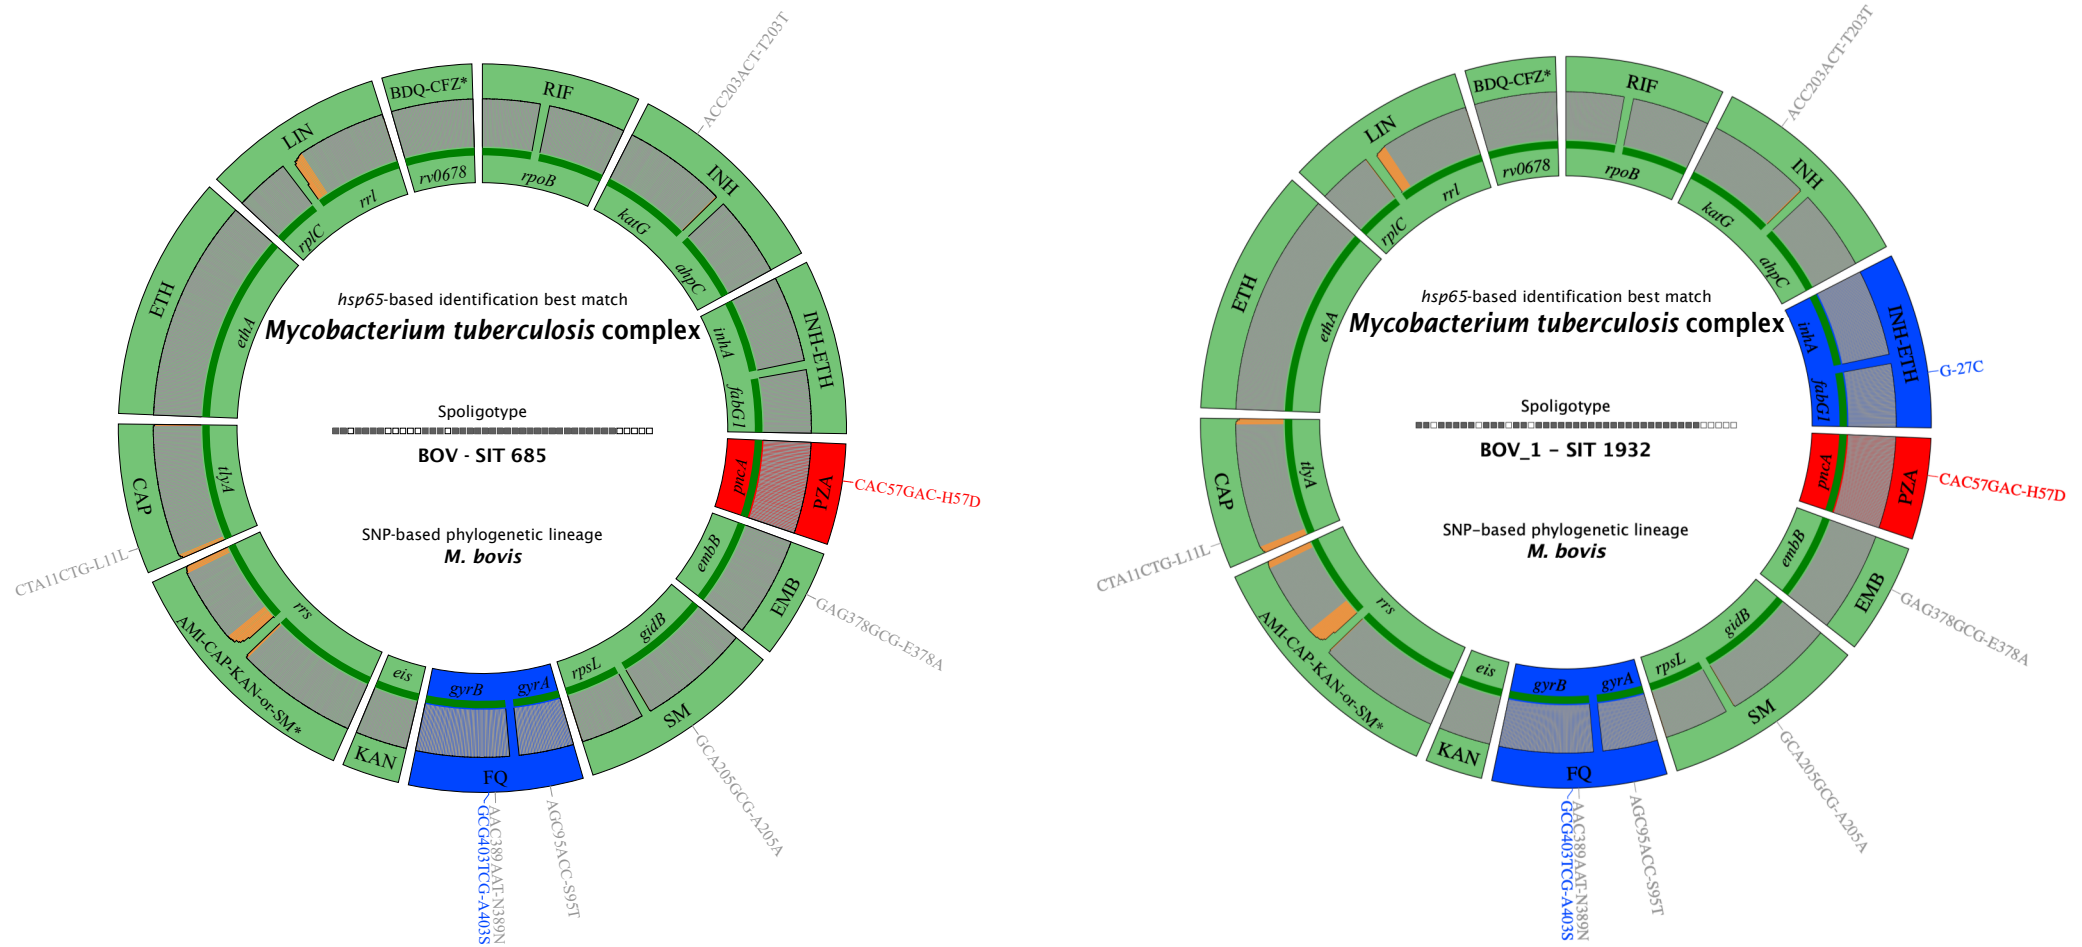 BDQ-CFZ*
RIF
ACC203ACT-T203T
LIN
INH
rv0678
rpoB
rrl
katG
rplC
ahpC
ETH
ethA
INH-ETH
inhA
fabG1
hsp65-based identification best match
Mycobacterium tuberculosis complex
Spoligotype
BOV - SIT 685
SNP-based phylogenetic lineage
M. bovis
pncA
PZA
CAC57GAC-H57D
CAP
tlyA
CTA11CTG-L11L
embB
EMB
GAG378GCG-E378A
AMI-CAP-KAN-or-SM*
rrs
gidB
rpsL
SM
GCA205GCG-A205A
eis
KAN
gyrB
gyrA
FQ
GCG403TCG-A403S
AAC389AAT-N389N
AGC95ACC-S95T
BDQ-CFZ*
RIF
ACC203ACT-T203T
LIN
INH
rv0678
rpoB
rrl
katG
rplC
ahpC
ETH
ethA
INH-ETH
inhA
fabG1
G-27C
hsp65-based identification best match
Mycobacterium tuberculosis complex
Spoligotype
BOV_1 – SIT 1932
SNP-based phylogenetic lineage
M. bovis
pncA
PZA
CAC57GAC-H57D
CAP
tlyA
CTA11CTG-L11L
embB
EMB
GAG378GCG-E378A
AMI-CAP-KAN-or-SM*
rrs
gidB
rpsL
SM
GCA205GCG-A205A
eis
KAN
gyrB
gyrA
FQ
GCG403TCG-A403S
AAC389AAT-N389N
AGC95ACC-S95T